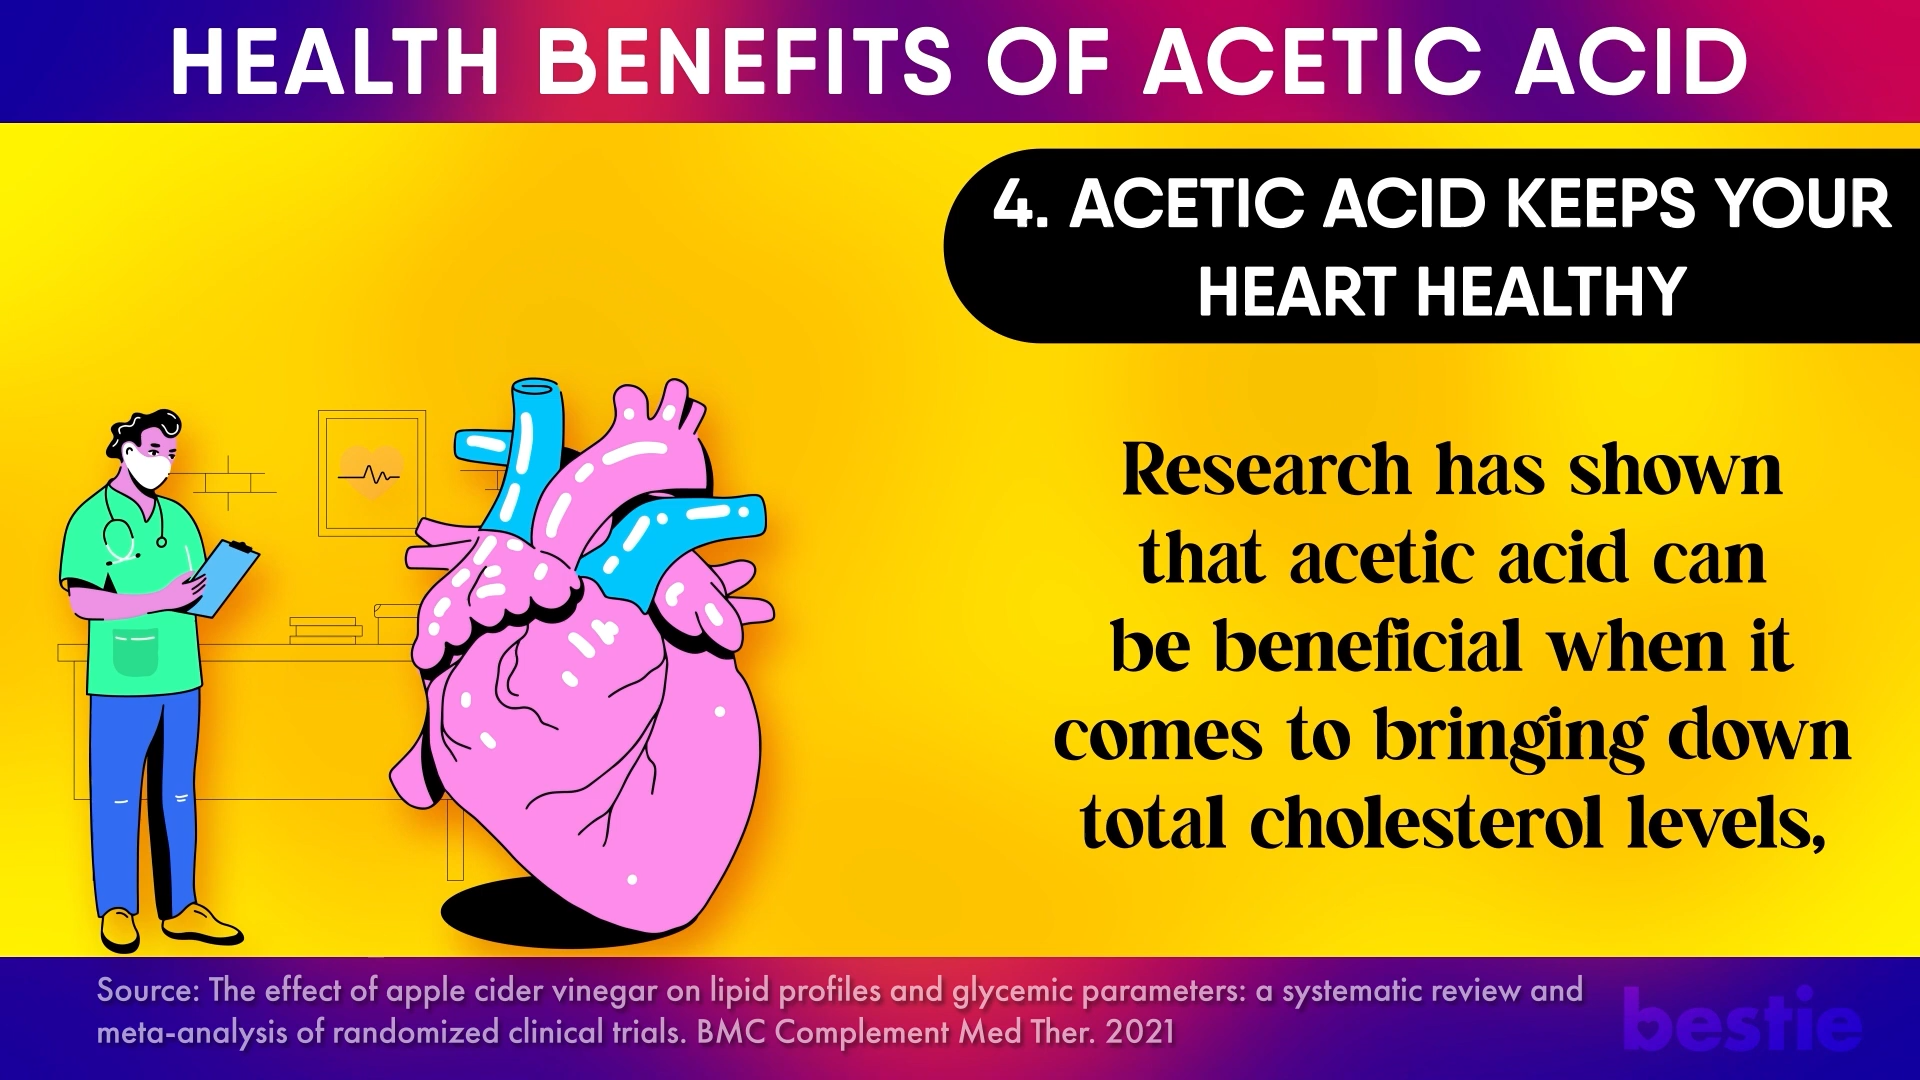 HEALTH BENEFITS OF ACETIC ACID
4. ACETIC ACID KEEPS YOUR
HEART HEALTHY
Research has shown
that acetic acid can
be beneficial when it
comes to bringing down
total cholesterol levels,
Source: The effect of apple cider vinegar on lipid profiles and glycemic parameters: a systematic review and
meta-analysis of randomized clinical trials. BMC Complement Med Ther. 2021
bestie